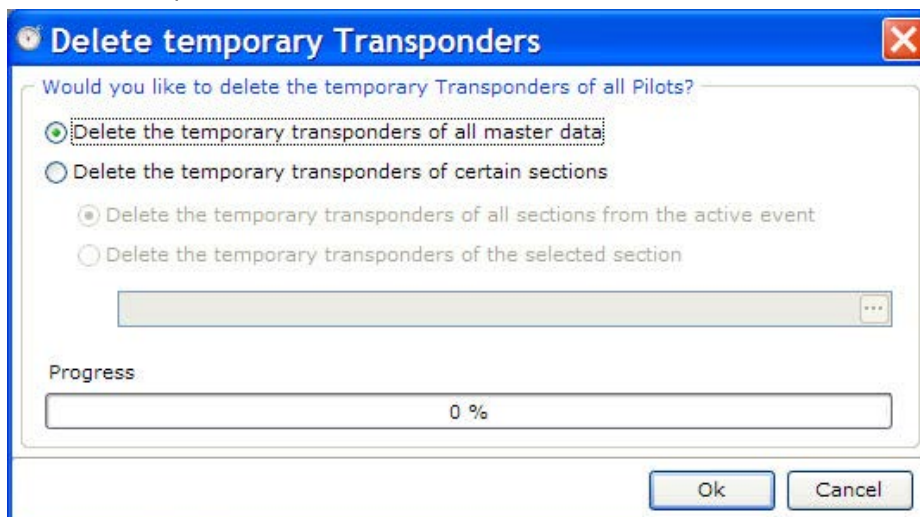 Delete temporary Transponders
Would you like to delete the temporary Transponders of all Pilots?
Delete the temporary transponders of all master data
Delete the temporary transponders of certain sections
Delete the temporary transponders of all sections from the active event
Delete the temporary transponders of the selected section
...
Progress
0 %
Ok Cancel